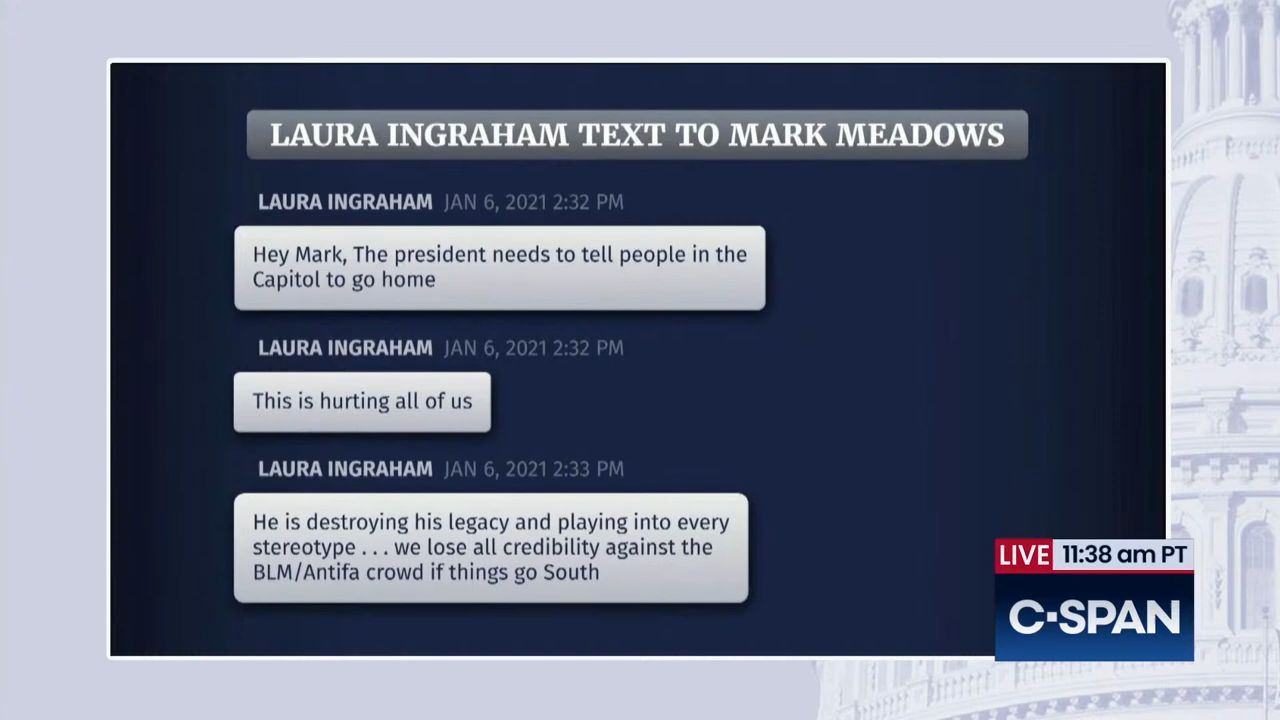 LAURA INGRAHAM TEXT TO MARK MEADOWS
LAURA INGRAHAM JAN 6, 2021 2:32 PM
Hey Mark, The president needs to tell people in the
Capitol to go home
LAURA INGRAHAM JAN 6, 2021 2:32 PM
This is hurting all of us
LAURA INGRAHAM JAN 6, 2021 2:33 PM
He is destroying his legacy and playing into every
stereotype . . . we lose all credibility against the
BLM/Antifa crowd if things go South
LIVE 11:38 am PT
C-SPAN